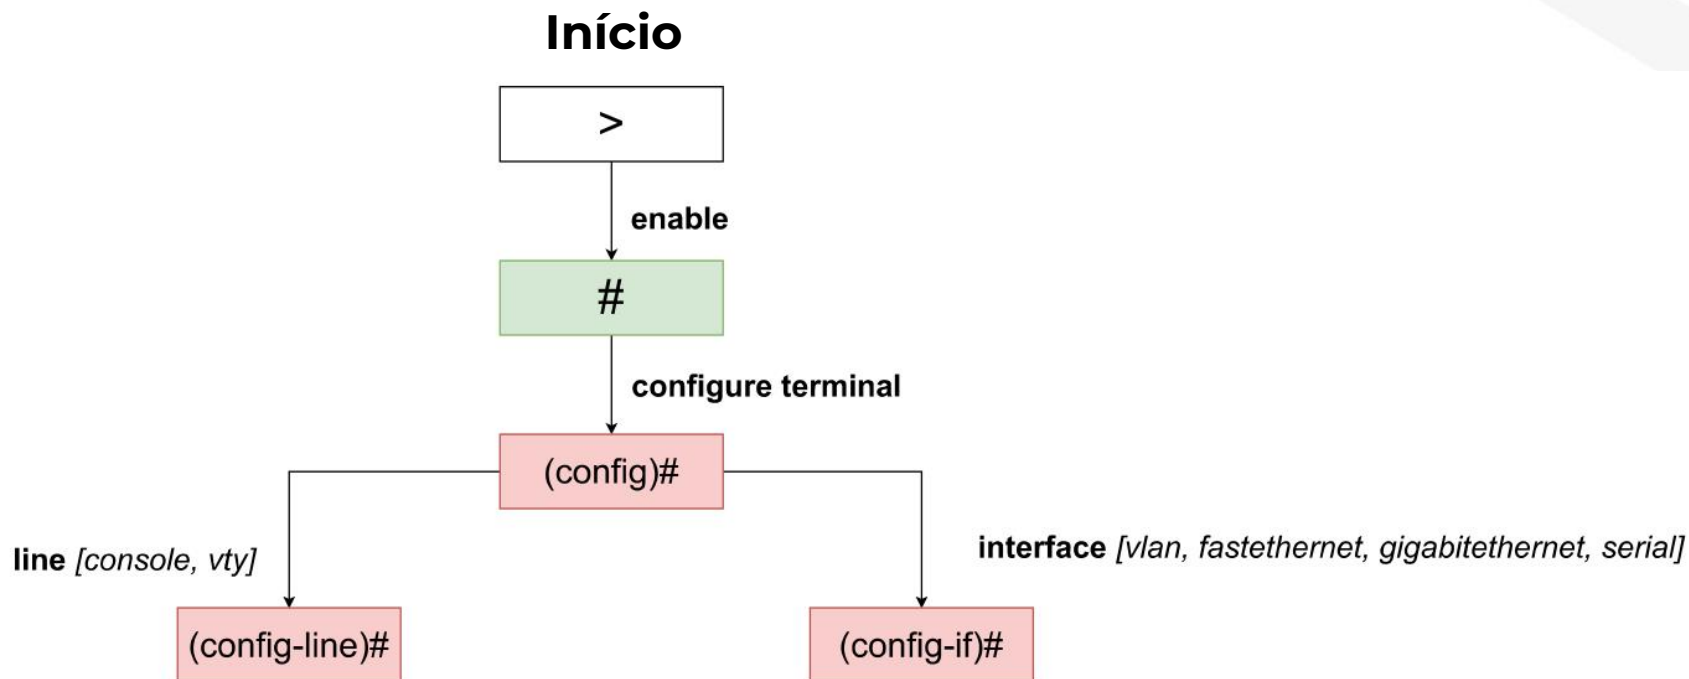 Início
>
enable
#
configure terminal
(config)#
line [console, vty]
interface [vlan, fastethernet, gigabitethernet, serial]
(config-line)#
(config-if)#